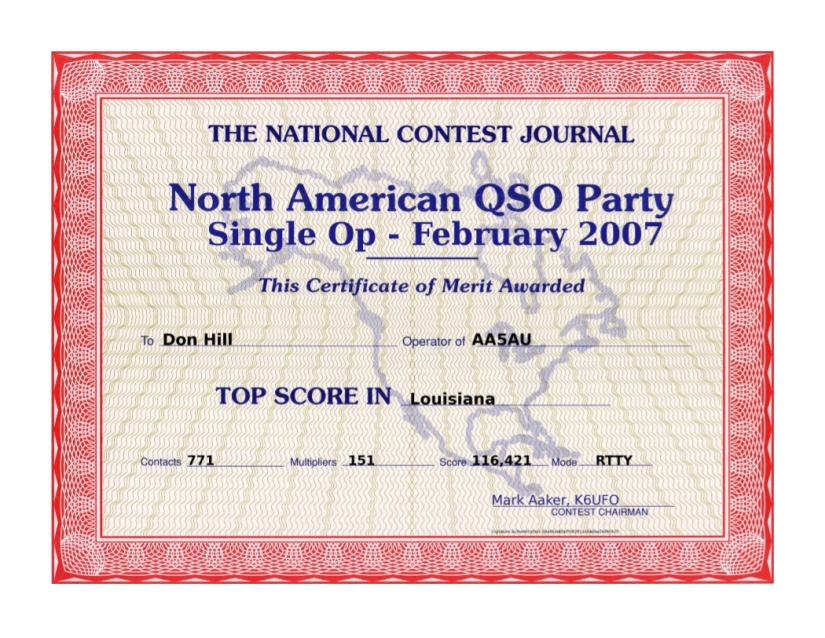 THE NATIONAL CONTEST JOURNAL
North American QSO Party
Single Op - February 2007
This Certificate of Merit Awarded
To Don Hill Operator of AA5AU
TOP SCORE IN Louisiana
Contacts 771 Multipliers 151 Score 116,421 Mode RTTY
Mark Aaker, K6UFO
CONTEST CHAIRMAN